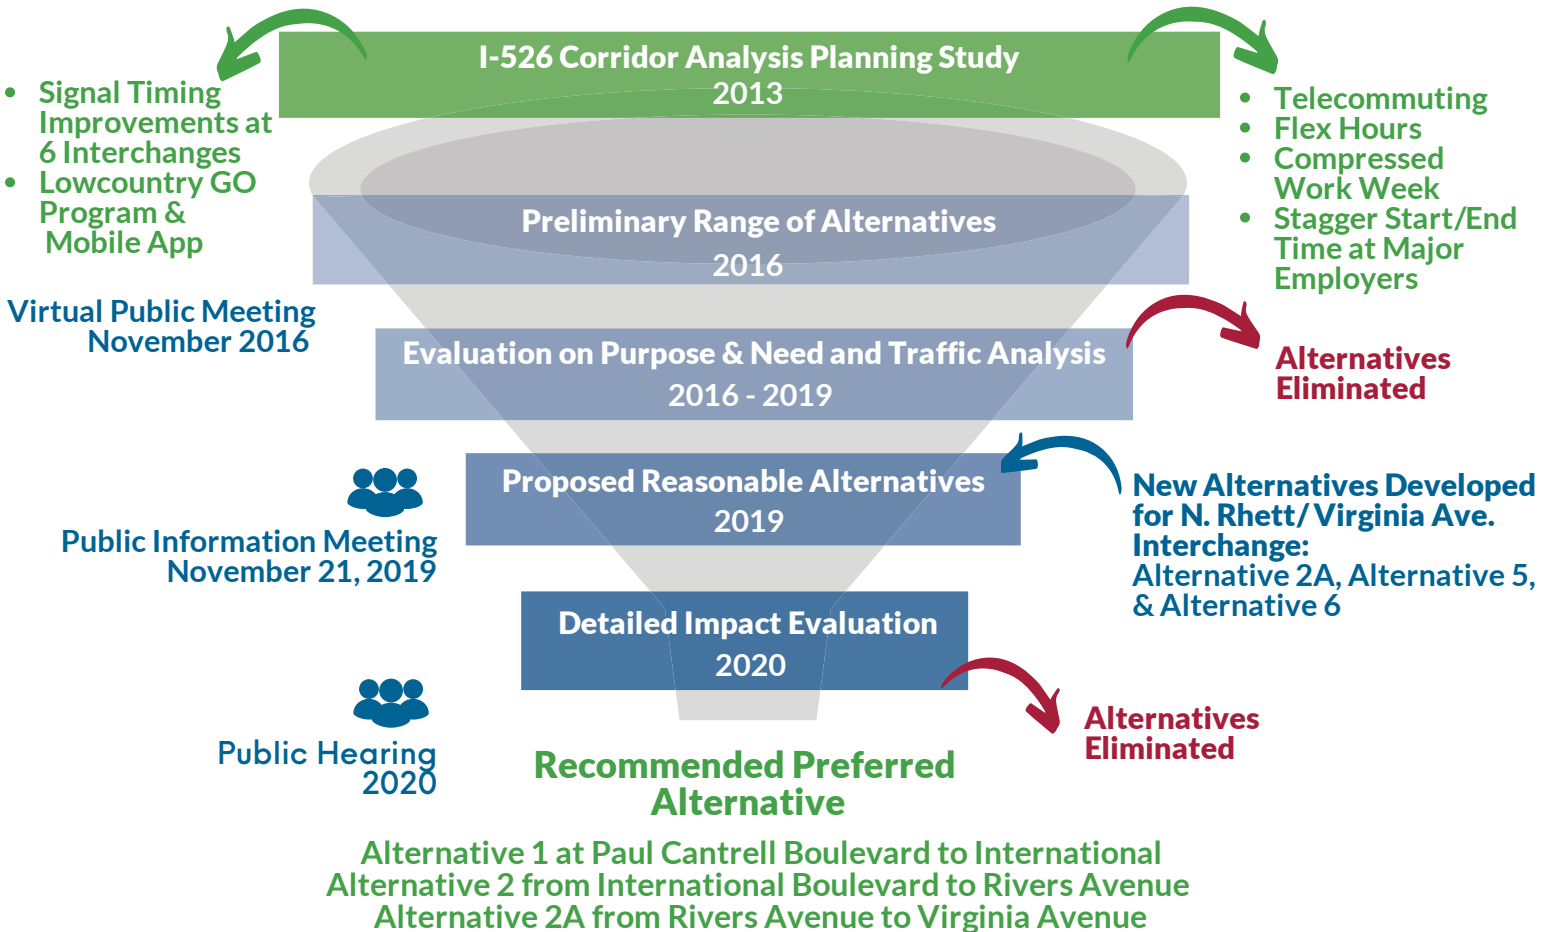 I-526 Corridor Analysis Planning Study
2013
• Signal Timing
Improvements at
6 Interchanges
• Lowcountry GO
Program &
Mobile App
• Telecommuting
• Flex Hours
• Compressed
Work Week
• Stagger Start/End
Time at Major
Employers
Preliminary Range of Alternatives
2016
Virtual Public Meeting
November 2016
Evaluation on Purpose & Need and Traffic Analysis
2016 - 2019
Alternatives
Eliminated
Proposed Reasonable Alternatives
2019
Public Information Meeting
November 21, 2019
New Alternatives Developed
for N. Rhett/ Virginia Ave.
Interchange:
Alternative 2A, Alternative 5,
& Alternative 6
Detailed Impact Evaluation
2020
Public Hearing
2020
Alternatives
Eliminated
Recommended Preferred
Alternative
Alternative 1 at Paul Cantrell Boulevard to International
Alternative 2 from International Boulevard to Rivers Avenue
Alternative 2A from Rivers Avenue to Virginia Avenue